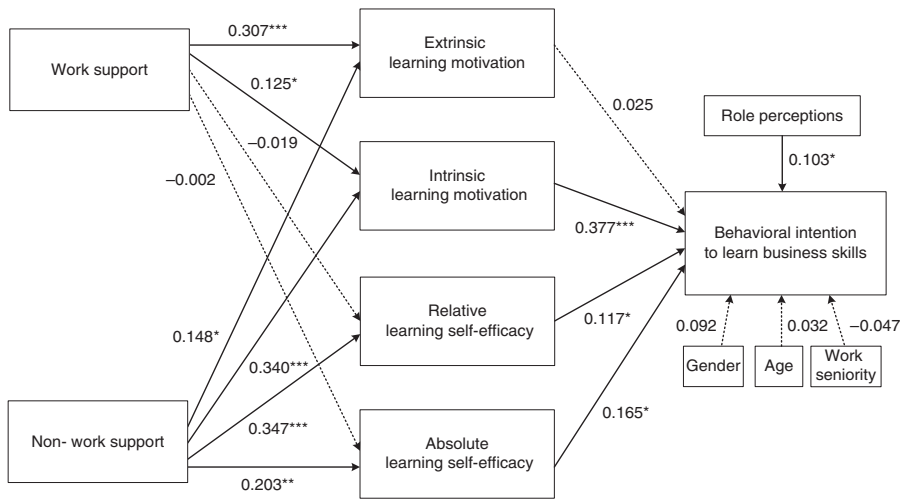 0.307***
Extrinsic
learning motivation
Work support
0.125*
0.025
Role perceptions
–0.019
0.103*
–0.002
Intrinsic
learning motivation
Behavioral intention
to learn business skills
0.377***
Relative
learning self-efficacy
0.117*
0.092
0.032
–0.047
0.148*
Gender
Age
Work
seniority
0.340***
0.347***
0.165*
Non- work support
Absolute
learning self-efficacy
0.203**